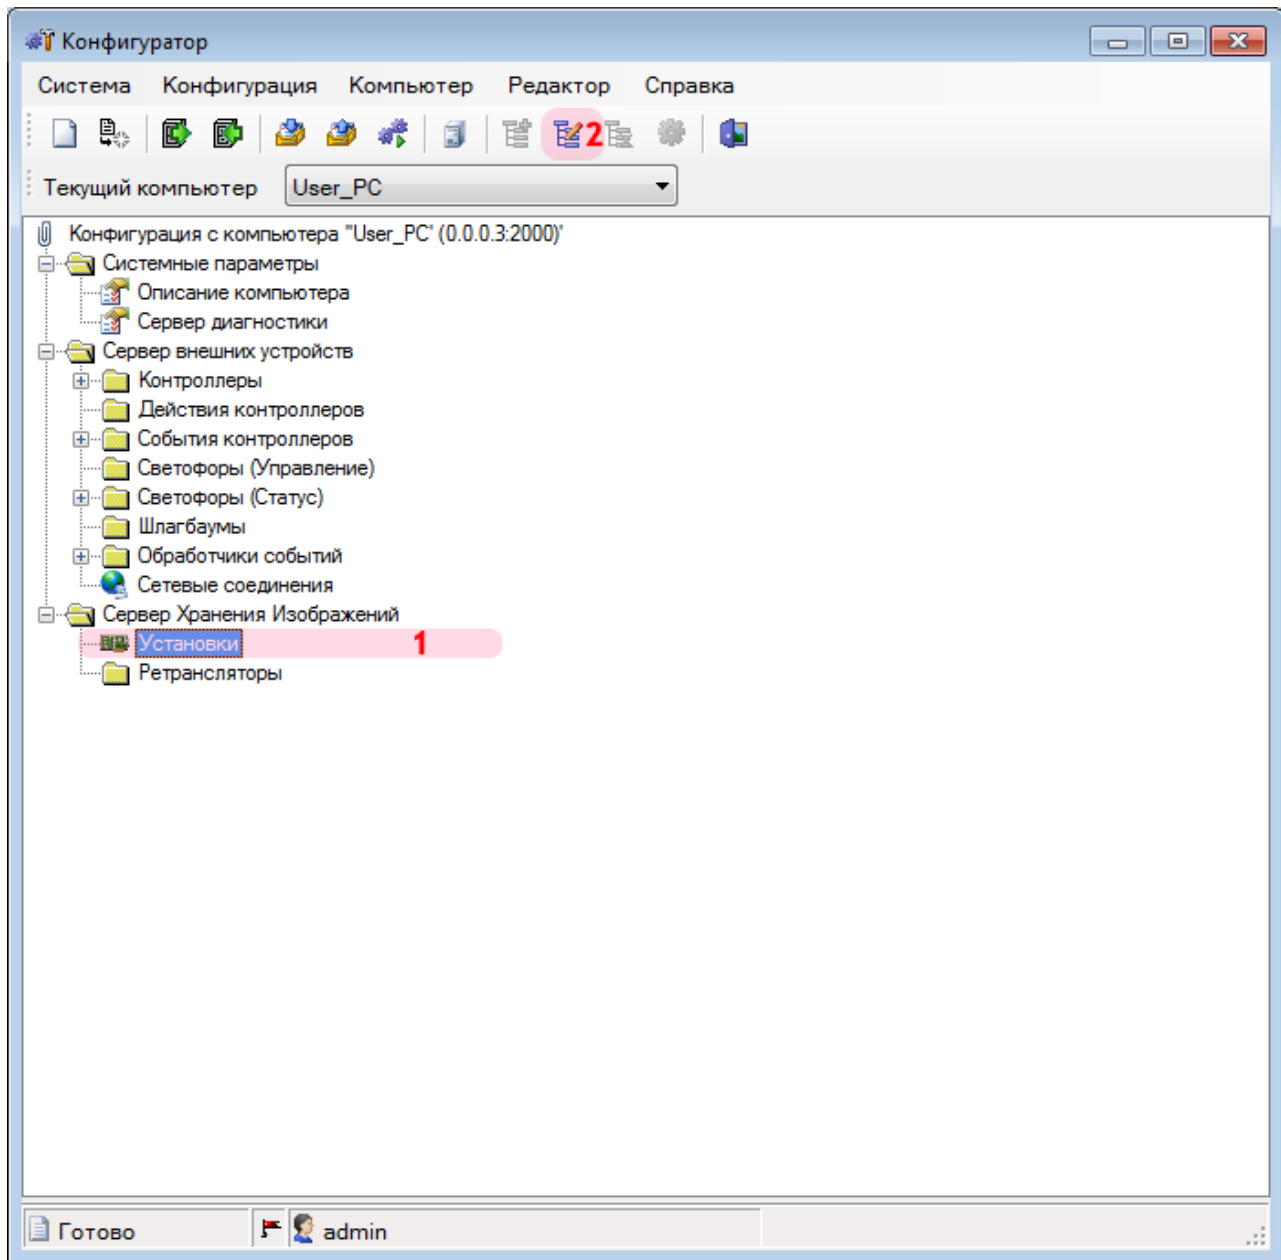 Конфигуратор
Система Конфигурация Компьютер Редактор Справка
2
Текущий компьютер User_PC
Конфигурация с компьютера "User_PC" (0.0.0.3:2000)'
Системные параметры
Описание компьютера
Сервер диагностики
Сервер внешних устройств
Контроллеры
Действия контроллеров
События контроллеров
Светофоры (Управление)
Светофоры (Статус)
Шлагбаумы
Обработчики событий
Сетевые соединения
Сервер Хранения Изображений
Установки 1
Ретрансляторы
Готово admin